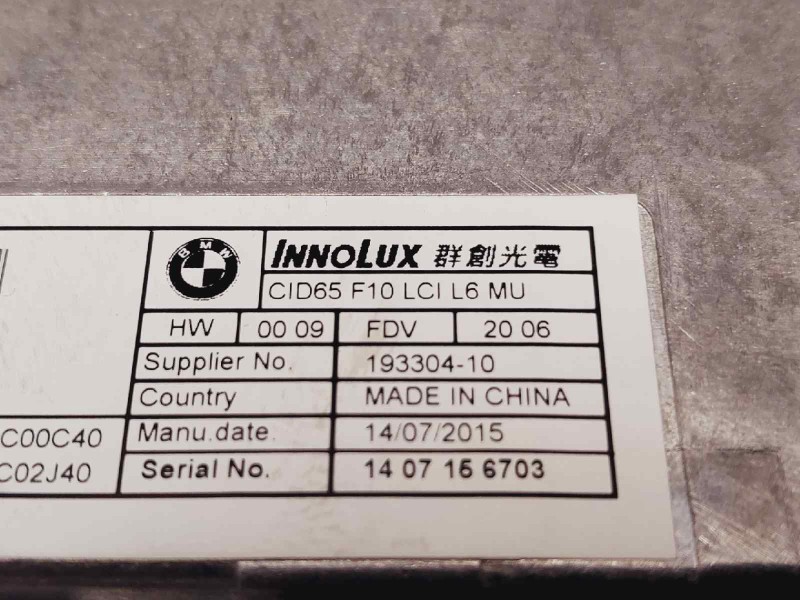 BMW
INNOLUX 群創光電
CID65 F10 LCI L6 MU
HW 00 09 FDV 20 06
Supplier No. 193304-10
Country MADE IN CHINA
C00C40 Manu.date. 14/07/2015
C02J40 Serial No. 14 07 15 6703